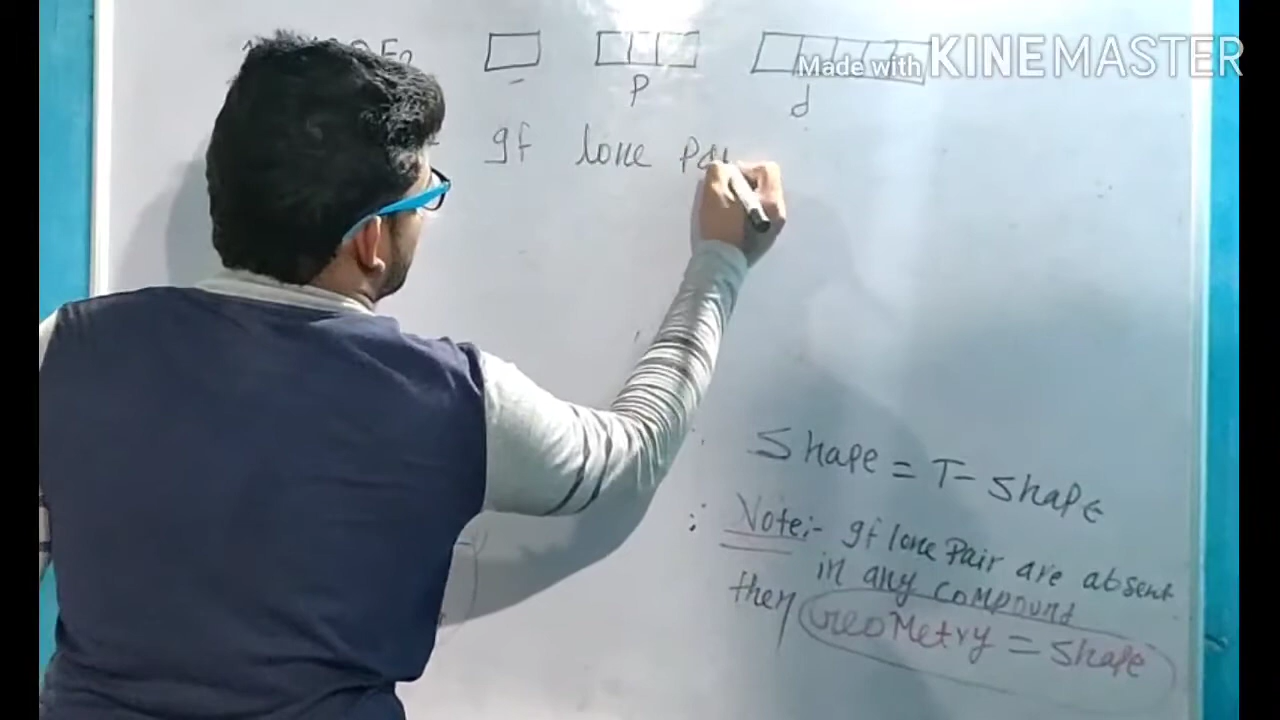 Made with KINEMASTER
P
d
If lone Pai
Shape = T- Shape
Note:- If lone Pair are absent
in any compound
then Geometry = Shape